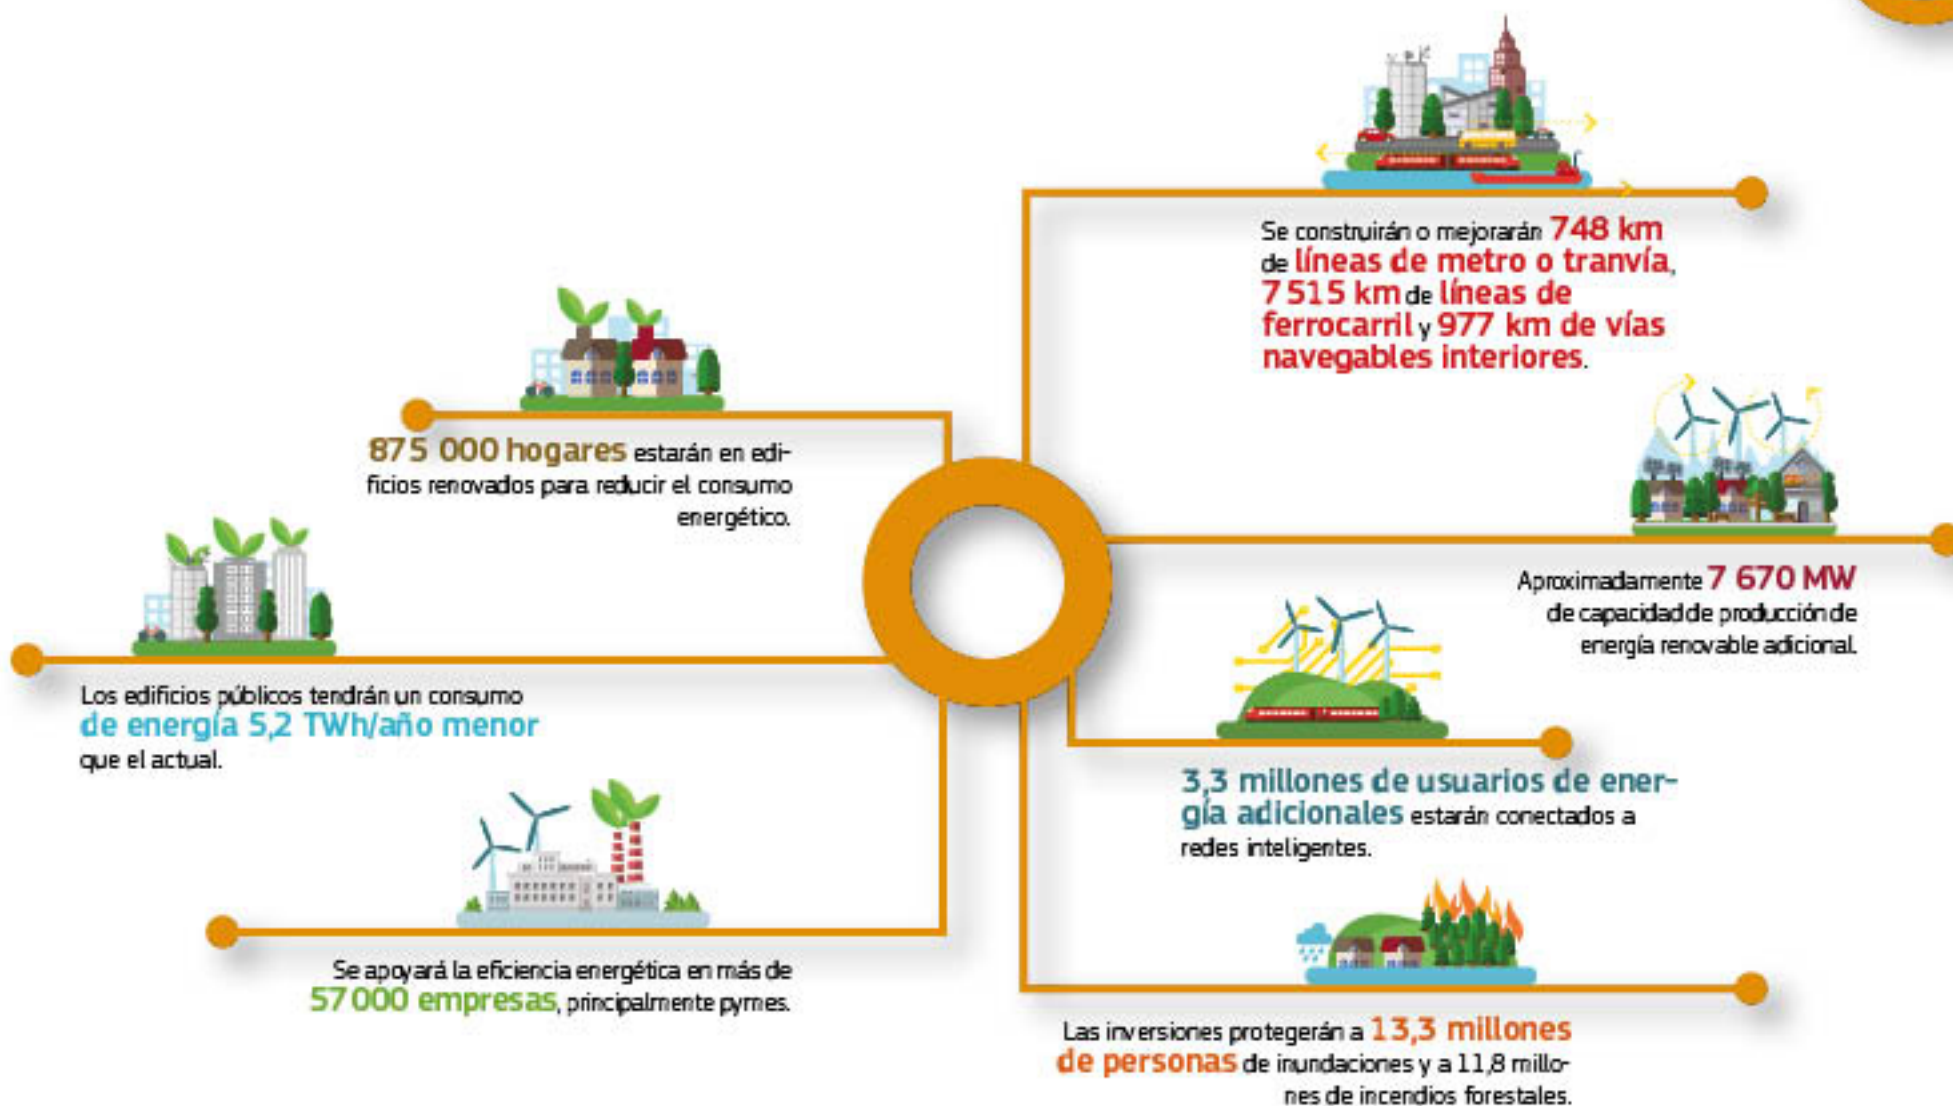 Se construirán o mejorarán 748 km
de líneas de metro o tranvía,
7 515 km de líneas de
ferrocarril y 977 km de vías
navegables interiores.
875 000 hogares estarán en edi-
ficios renovados para reducir el consumo
energético.
Aproximadamente 7 670 MW
de capacidad de producción de
energía renovable adicional.
Los edificios públicos tendrán un consumo
de energía 5,2 TWh/año menor
que el actual.
3,3 millones de usuarios de ener-
gía adicionales estarán conectados a
redes inteligentes.
Se apoyará la eficiencia energética en más de
57 000 empresas, principalmente pymes.
Las inversiones protegerán a 13,3 millones
de personas de inundaciones y a 11,8 millo-
nes de incendios forestales.